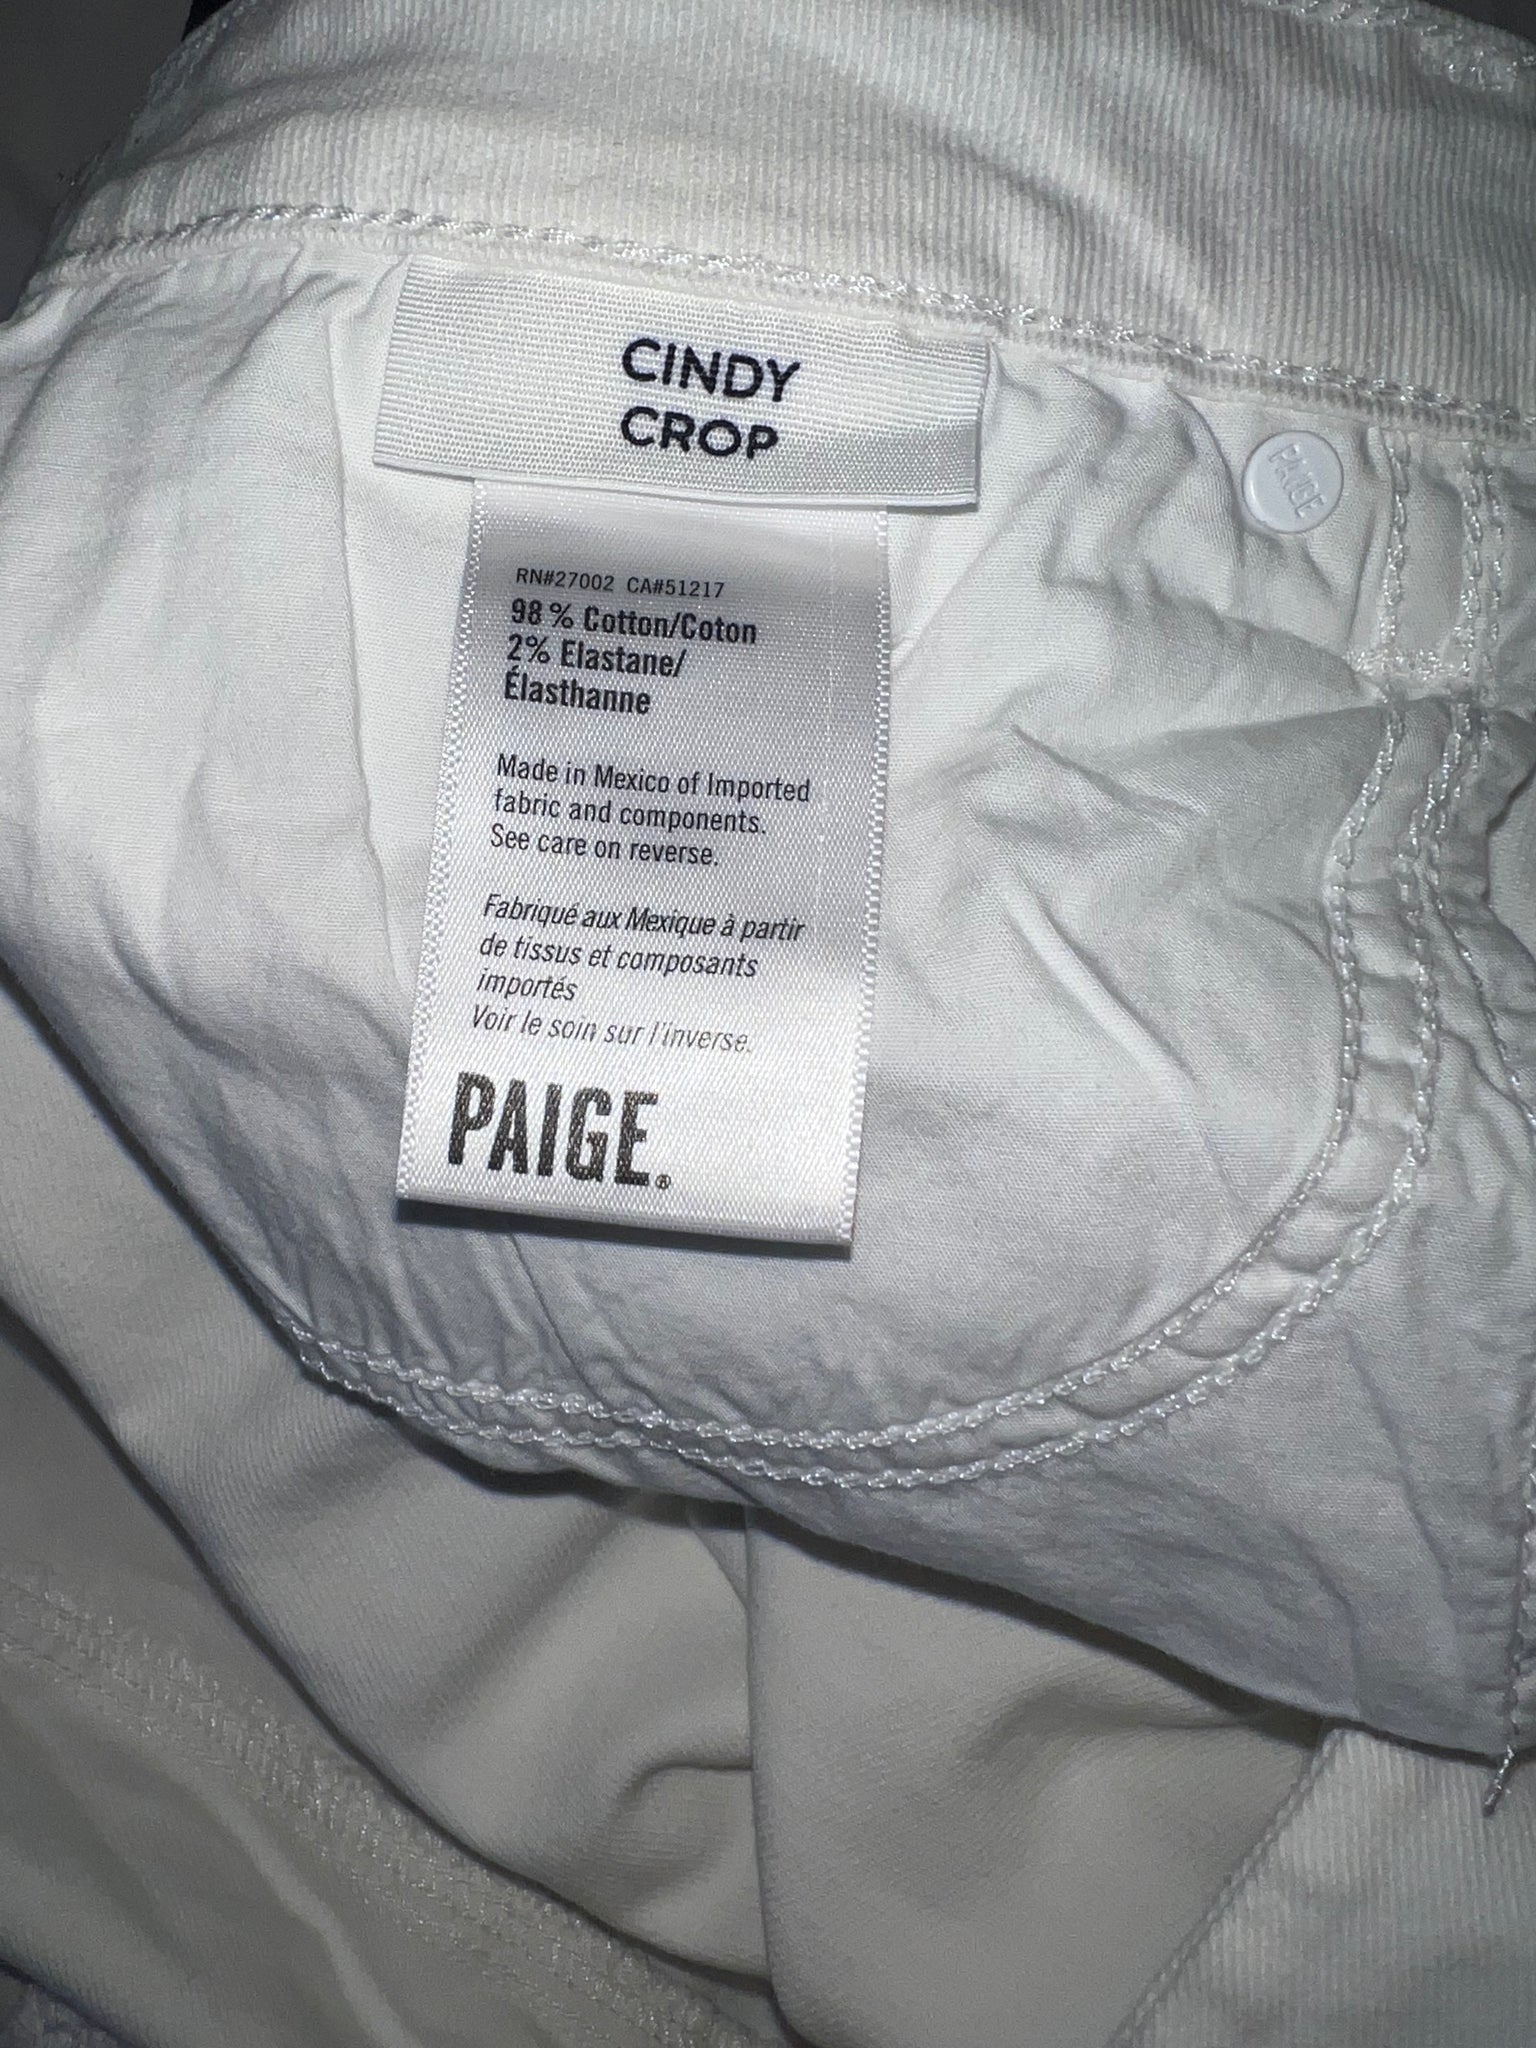 CINDY
CROP
PAIGE
RN#27002 CA#51217
98% Cotton/Coton
2% Elastane/
Élasthanne
Made in Mexico of Imported
fabric and components.
See care on reverse.
Fabriqué aux Mexique à partir
de tissus et composants
importés
Voir le soin sur l'inverse.
PAIGE®